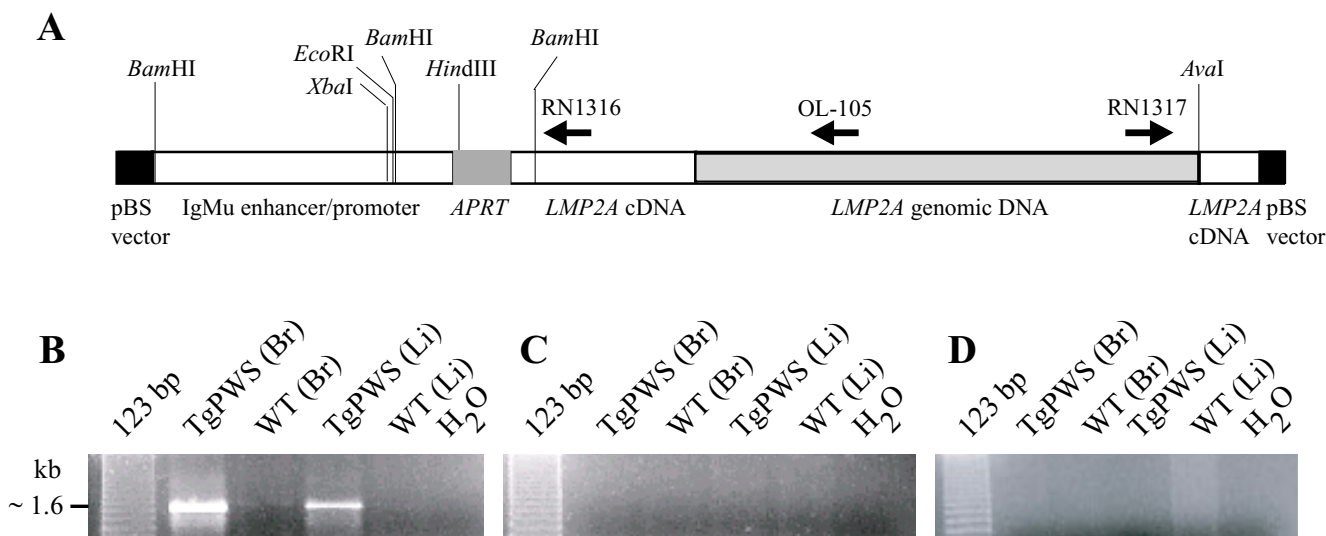 A
BamHI
XbaI
EcoRI
BamHI
HindIII
BamHI
RN1316
OL-105
RN1317
AvaI
pBS vector
IgMu enhancer/promoter
APRT
LMP2A cDNA
LMP2A genomic DNA
LMP2A cDNA
pBS vector
B
123 bp
TgPWS (Br)
WT (Br)
TgPWS (Li)
WT (Li)
H2O
kb
~ 1.6
C
123 bp
TgPWS (Br)
WT (Br)
TgPWS (Li)
WT (Li)
H2O
D
123 bp
TgPWS (Br)
WT (Br)
TgPWS (Li)
WT (Li)
H2O